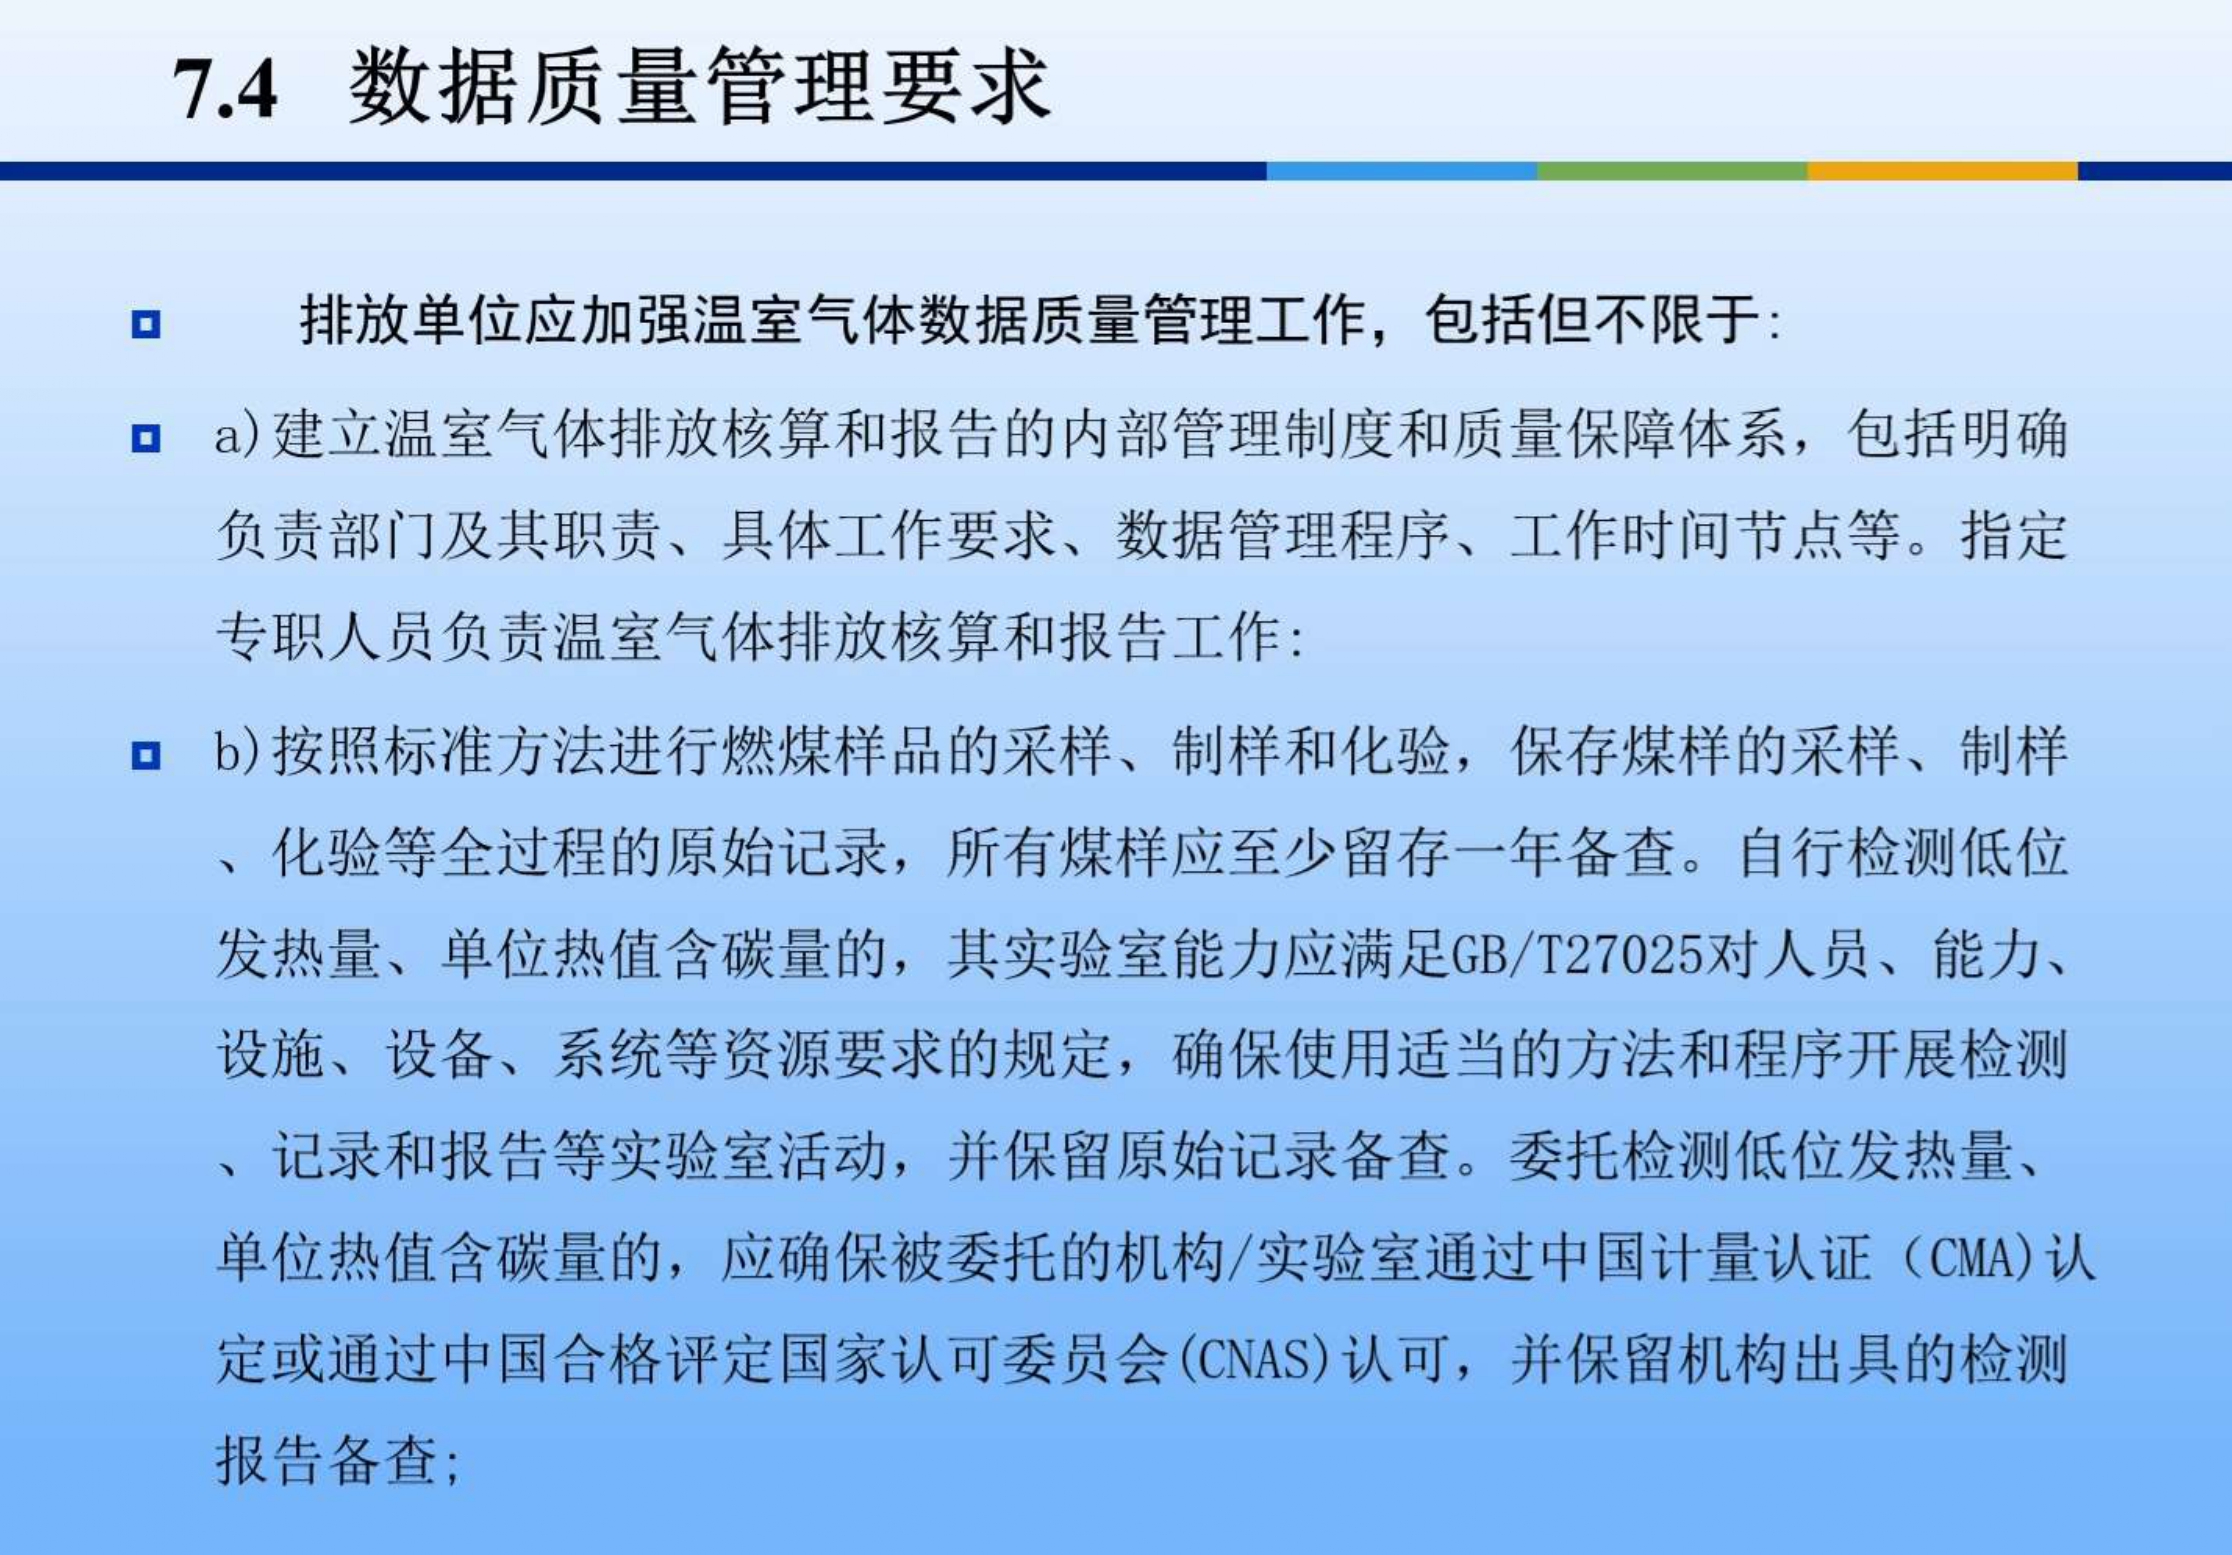 7.4 数据质量管理要求
排放单位应加强温室气体数据质量管理工作，包括但不限于:
a)建立温室气体排放核算和报告的内部管理制度和质量保障体系，包括明确
负责部门及其职责、具体工作要求、数据管理程序、工作时间节点等。指定
专职人员负责温室气体排放核算和报告工作:
b)按照标准方法进行燃煤样品的采样、制样和化验，保存煤样的采样、制样
、化验等全过程的原始记录，所有煤样应至少留存一年备查。自行检测低位
发热量、单位热值含碳量的，其实验室能力应满足GB/T27025对人员、能力、
设施、设备、系统等资源要求的规定，确保使用适当的方法和程序开展检测
、记录和报告等实验室活动，并保留原始记录备查。委托检测低位发热量、
单位热值含碳量的，应确保被委托的机构/实验室通过中国计量认证（CMA)认
定或通过中国合格评定国家认可委员会(CNAS)认可，并保留机构出具的检测
报告备查;